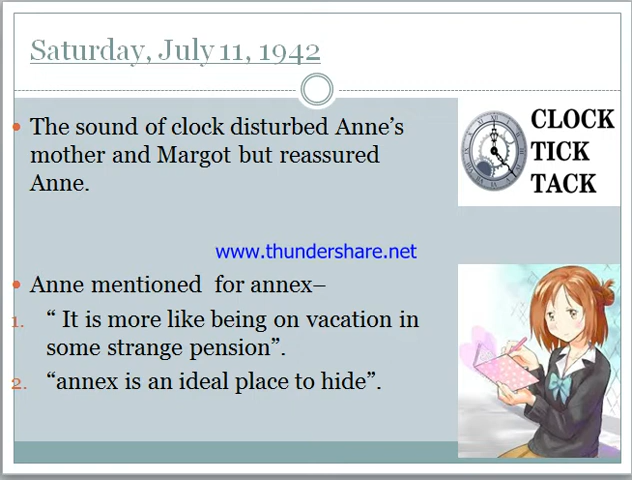 Saturday, July 11, 1942
The sound of clock disturbed Anne's
mother and Margot but reassured
Anne.
CLOCK
TICK
TACK
www.thundershare.net
Anne mentioned for annex–
1. “ It is more like being on vacation in
some strange pension”.
2. “annex is an ideal place to hide”.